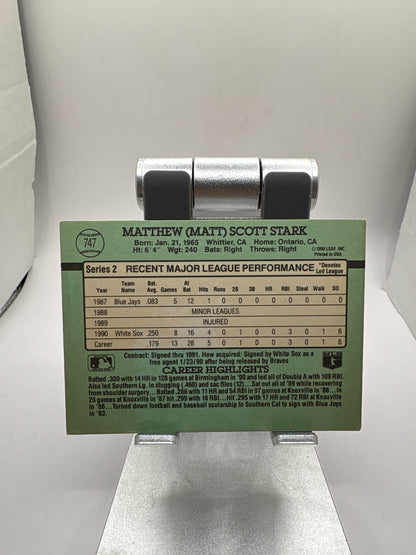 747
MATTHEW (MATT) SCOTT STARK
Born: Jan. 21, 1965 Whittier, CA Home: Ontario, CA
Ht: 6'4" Wgt: 240 Bats: Right Throws: Right
© 1990 LEAF, INC.
Printed in USA
Series 2 RECENT MAJOR LEAGUE PERFORMANCE *Denotes Led League
Year Team Name Bat. Avg. Games At Bat Hits Runs 2B 3B HR RBI Steal Walk SO
1987 Blue Jays .083 5 12 1 0 0 0 0 0 0 0 0
1988 MINOR LEAGUES
1989 INJURED
1990 White Sox .250 8 16 4 0 1 0 0 3 0 1 6
Career .179 13 28 5 0 1 0 0 3 0 1 6
Contract: Signed thru 1991. How acquired: Signed by White Sox as a
free agent 1/23/90 after being released by Braves
CAREER HIGHLIGHTS
Batted .309 with 14 HR in 128 games at Birmingham in '90 and led all of Double A with 109 RBI.
Also led Southern Lg. in slugging (.460) and sac flies (12)... Sat out all of '89 while recovering
from shoulder surgery... Batted .266 with 11 HR and 54 RBI in 97 games at Knoxville in '86... In
25 games at Knoxville in '87 hit .299 with 18 RBI... Hit .295 with 17 HR and 72 RBI at Knoxville
in '86... Turned down football and baseball scholarship to Southern Cal to sign with Blue Jays
in '83.